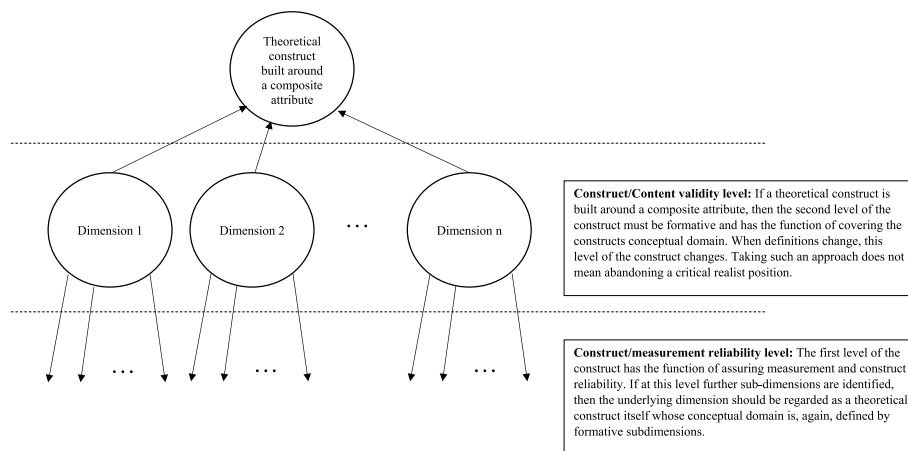 Theoretical
construct
built around
a composite
attribute
Dimension 1
Dimension 2
...
Dimension n
Construct/Content validity level: If a theoretical construct is
built around a composite attribute, then the second level of the
construct must be formative and has the function of covering the
constructs conceptual domain. When definitions change, this
level of the construct changes. Taking such an approach does not
mean abandoning a critical realist position.
... ... ...
Construct/measurement reliability level: The first level of the
construct has the function of assuring measurement and construct
reliability. If at this level further sub-dimensions are identified,
then the underlying dimension should be regarded as a theoretical
construct itself whose conceptual domain is, again, defined by
formative subdimensions.